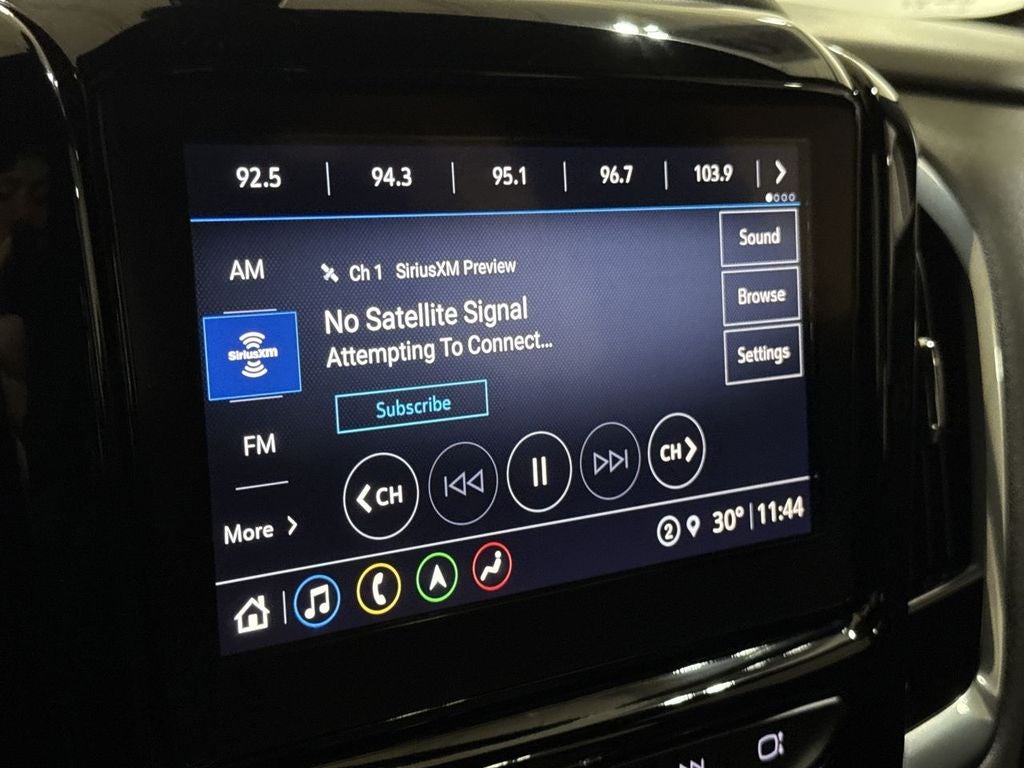 92.5 | 94.3 | 95.1 | 96.7 | 103.9 |
AM
Ch 1 SiriusXM Preview
Sound
No Satellite Signal
Browse
SiriusXM
Attempting To Connect...
Settings
Subscribe
FM
CH
CH
More
2 30° | 11:44